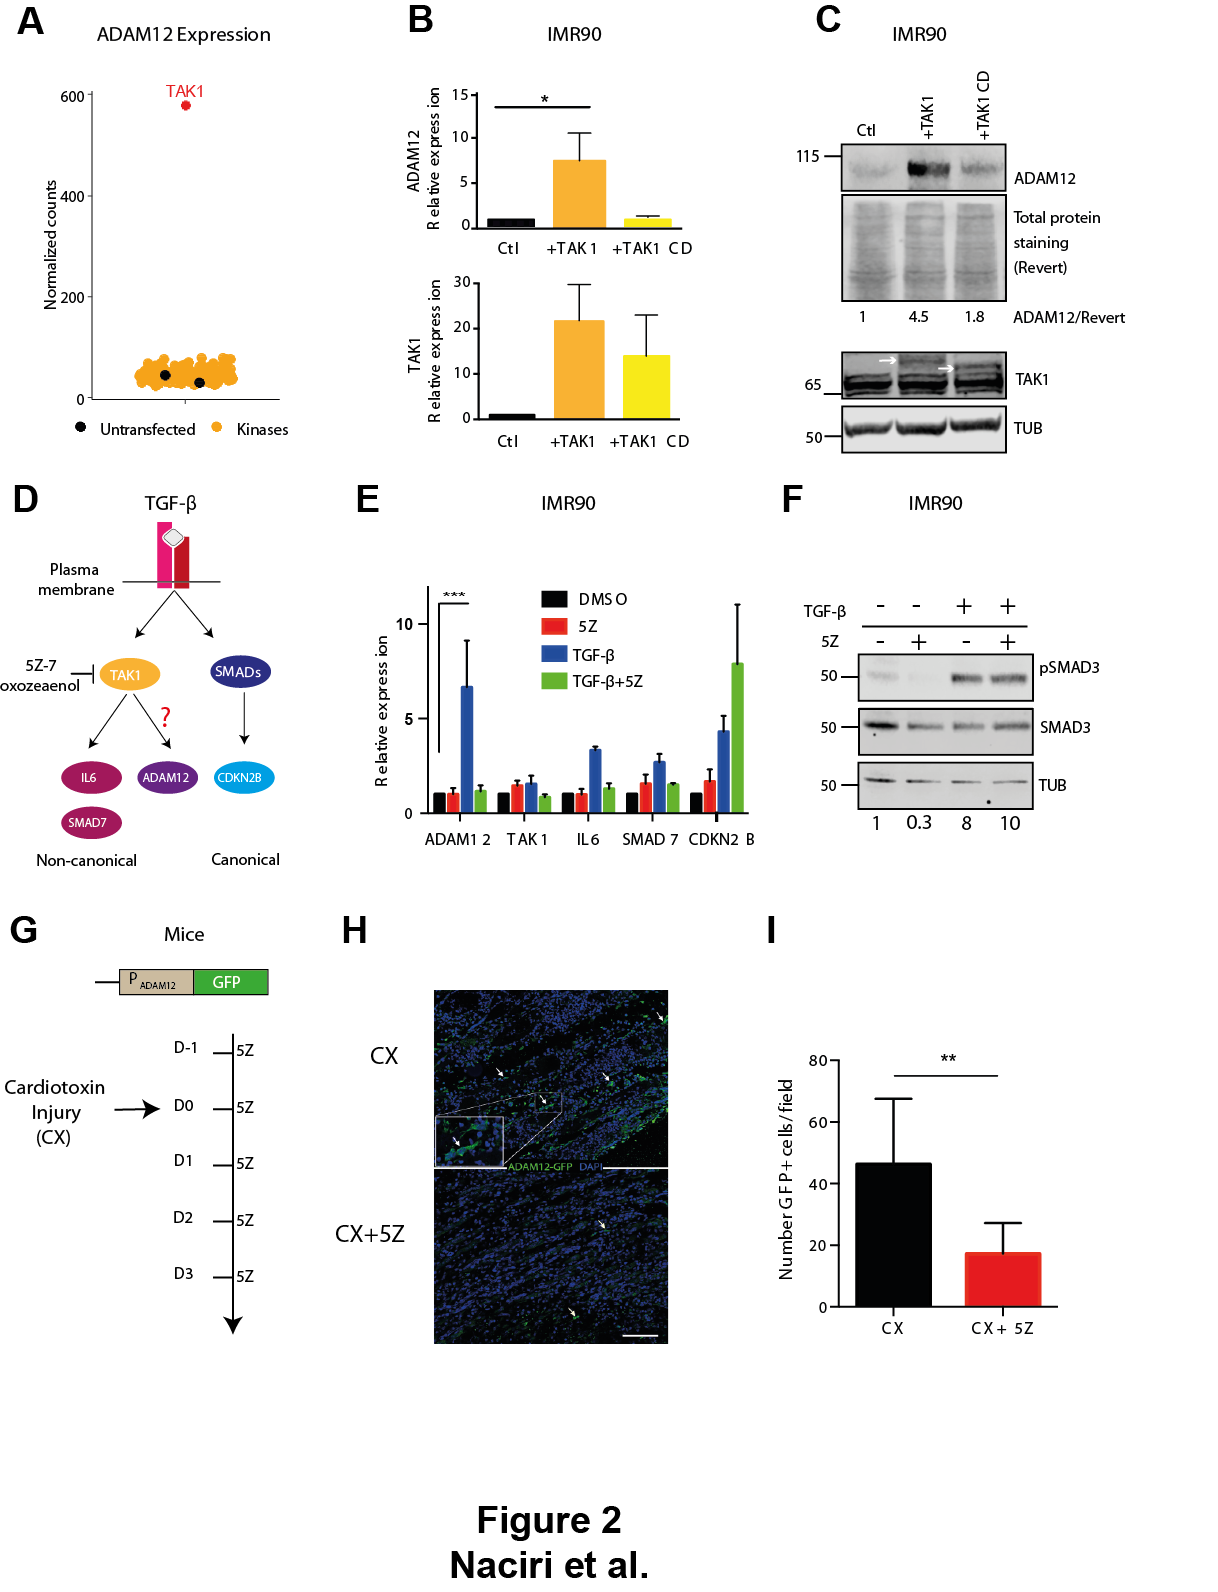 A
ADAM12 Expression
TAK1
600
400
200
0
Normalized counts
Untransfected
Kinases
B
IMR90
ADAM12
Relative expression
15
10
5
0
*
Ctl
+TAK1
+TAK1 CD
TAK1
Relative expression
30
20
10
0
Ctl
+TAK1
+TAK1 CD
C
IMR90
Ctl
+TAK1
+TAK1 CD
115
ADAM12
Total protein
staining
(Revert)
1
4.5
1.8
ADAM12/Revert
65
TAK1
50
TUB
D
TGF-β
Plasma
membrane
5Z-7
oxozeaenol
TAK1
SMADs
?
IL6
ADAM12
CDKN2B
SMAD7
Non-canonical
Canonical
E
IMR90
Relative expression
10
5
0
***
DMSO
5Z
TGF-β
TGF-β+5Z
ADAM12
TAK1
IL6
SMAD7
CDKN2B
F
IMR90
TGF-β
-
-
+
+
5Z
-
+
-
+
50
pSMAD3
50
SMAD3
50
TUB
1
0.3
8
10
G
Mice
P ADAM12
GFP
D-1
5Z
Cardiotoxin
Injury
(CX)
D0
5Z
D1
5Z
D2
5Z
D3
5Z
H
CX
ADAM12-GFP DAPI
CX+5Z
I
Number GFP+ cells/field
80
60
40
20
0
**
CX
CX+ 5Z
Figure 2
Naciri et al.